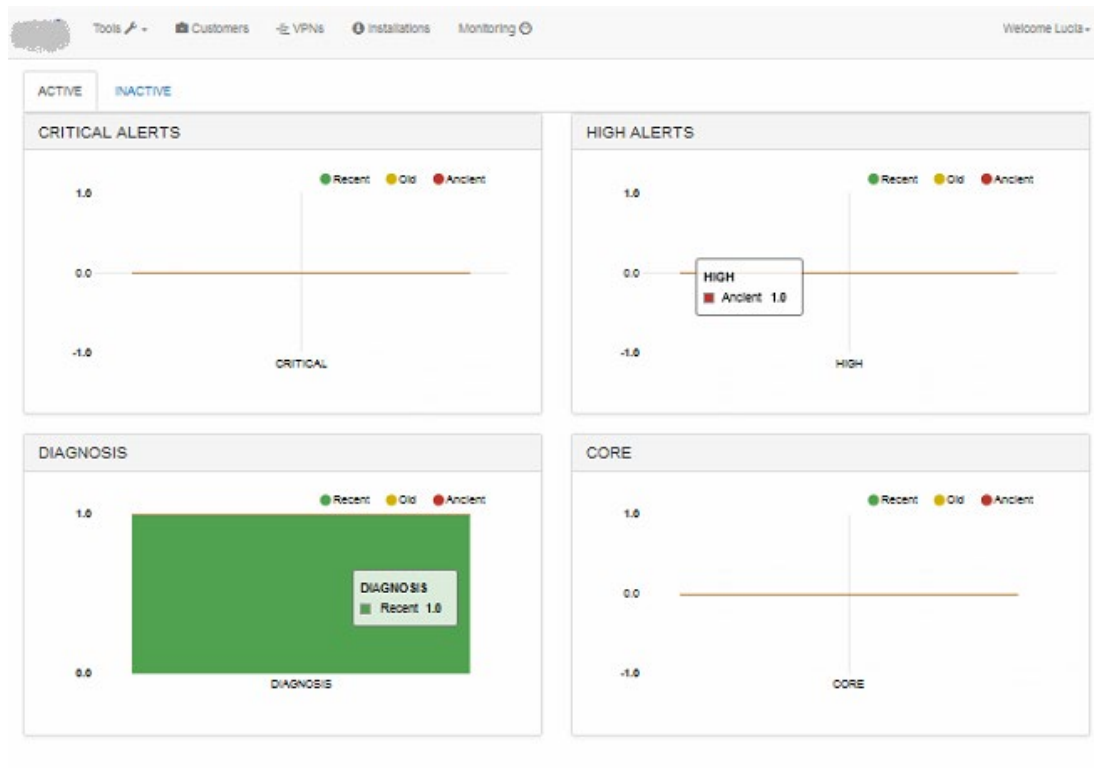 Tools Customers VPNs Installations Monitoring Welcome Lucia
ACTIVE INACTIVE
CRITICAL ALERTS
Recent Old Ancient
1.0
0.0
-1.0
CRITICAL
HIGH ALERTS
Recent Old Ancient
1.0
0.0
HIGH
Ancient 1.0
-1.0
HIGH
DIAGNOSIS
Recent Old Ancient
1.0
DIAGNOSIS
Recent 1.0
0.0
DIAGNOSIS
CORE
Recent Old Ancient
1.0
0.0
-1.0
CORE